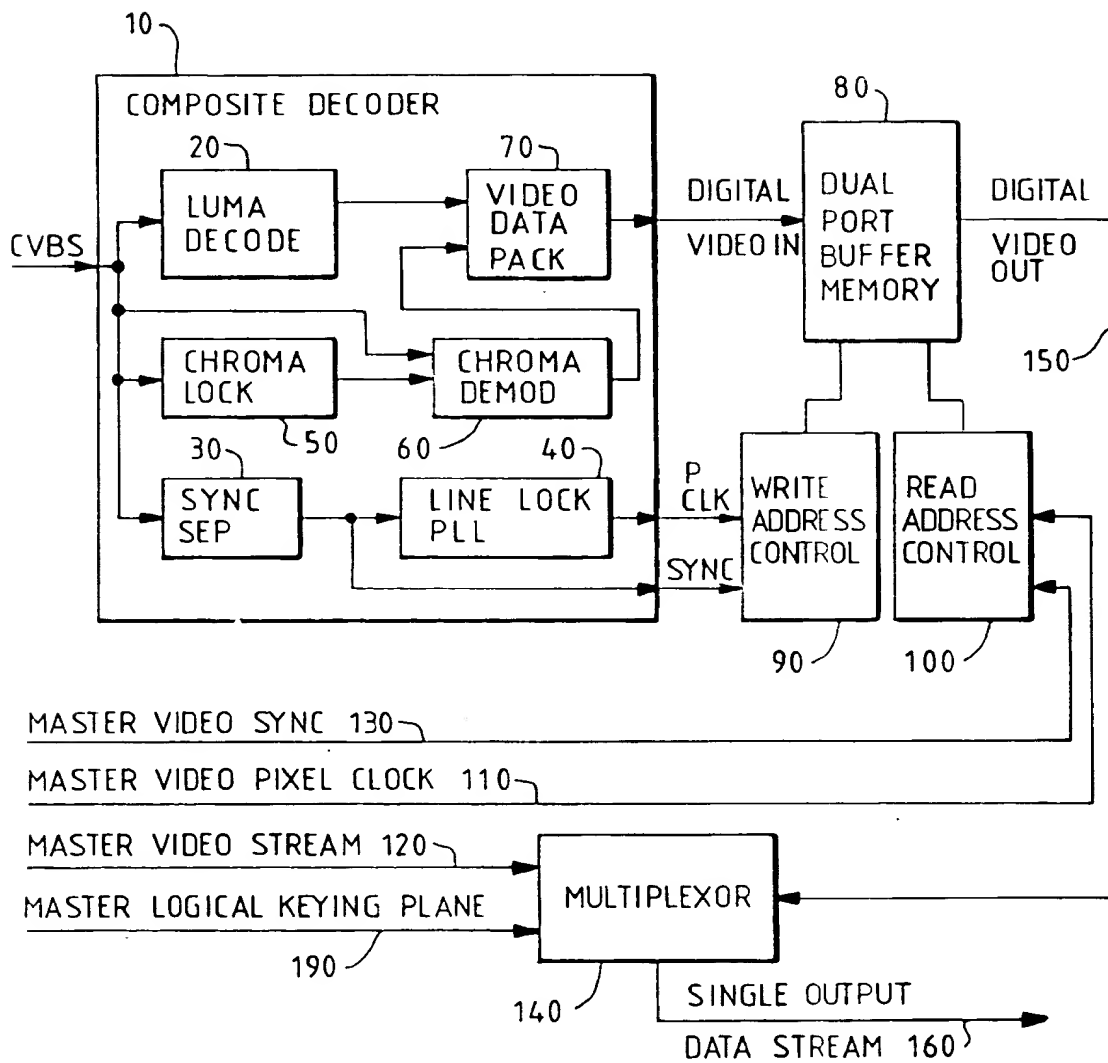 10
COMPOSITE DECODER
20
LUMA
DECODE
70
VIDEO
DATA
PACK
CVBS
CHROMA
LOCK
50
CHROMA
DEMOD
60
30
SYNC
SEP
40
LINE LOCK
PLL
DIGITAL
VIDEO IN
80
DUAL
PORT
BUFFER
MEMORY
DIGITAL
VIDEO
OUT
150
P
CLK
SYNC
WRITE
ADDRESS
CONTROL
90
READ
ADDRESS
CONTROL
100
MASTER VIDEO SYNC 130
MASTER VIDEO PIXEL CLOCK 110
MASTER VIDEO STREAM 120
MASTER LOGICAL KEYING PLANE
190
MULTIPLEXOR
140
SINGLE OUTPUT
DATA STREAM 160